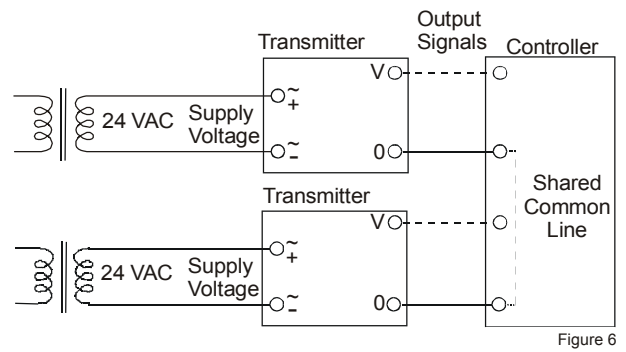 Output
Signals
Transmitter
Controller
V
24 VAC
Supply
Voltage
~
+
~
-
0
Shared
Common
Line
Transmitter
V
24 VAC
Supply
Voltage
~
+
~
-
0
Figure 6